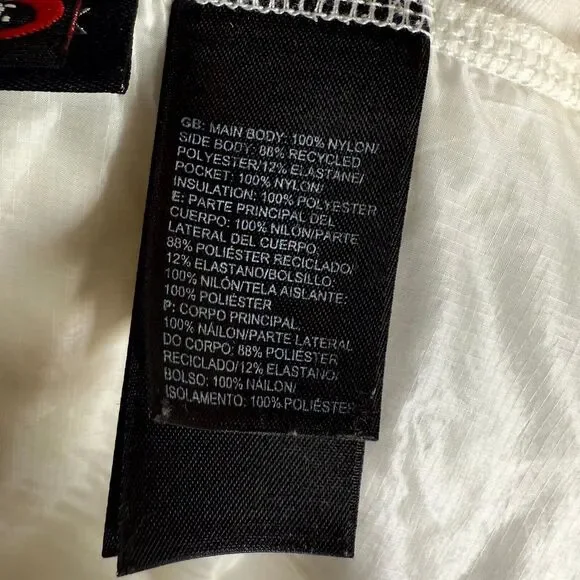 GB: MAIN BODY: 100% NYLON/
SIDE BODY: 88% RECYCLED
POLYESTER/12% ELASTANE/
POCKET: 100% NYLON/
INSULATION: 100% POLYESTER
E: PARTE PRINCIPAL DEL
CUERPO: 100% NILÓN/PARTE
LATERAL DEL CUERPO:
88% POLIÉSTER RECICLADO/
12% ELASTANO/BOLSILLO:
100% NILÓN/TELA AISLANTE:
100% POLIÉSTER
P: CORPO PRINCIPAL,
100% NÁILON/PARTE LATERAL
DO CORPO: 88% POLIÉSTER
RECICLADO/12% ELASTANO/
BOLSO: 100% NÁILON/
ISOLAMENTO: 100% POLIÉSTER